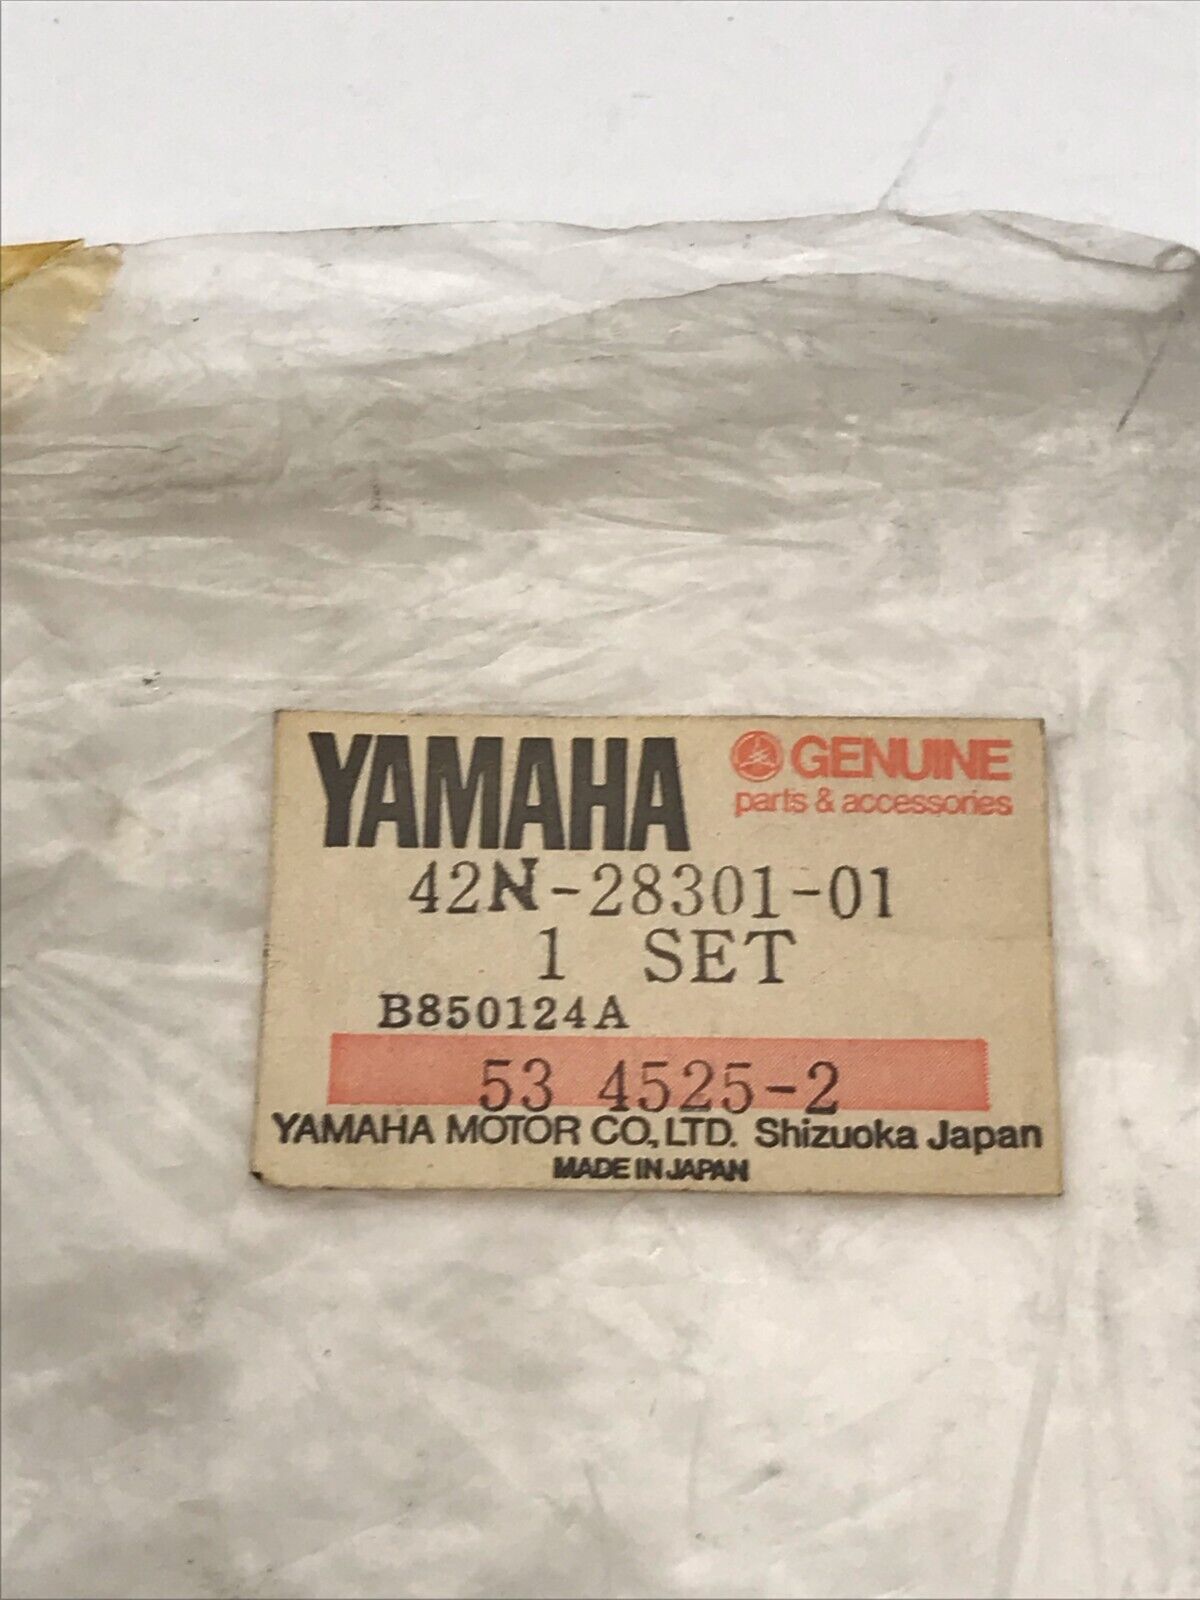 YAMAHA GENUINE
parts & accessories
42N-28301-01
1 SET
B850124A
53 4525-2
YAMAHA MOTOR CO., LTD. Shizuoka Japan
MADE IN JAPAN